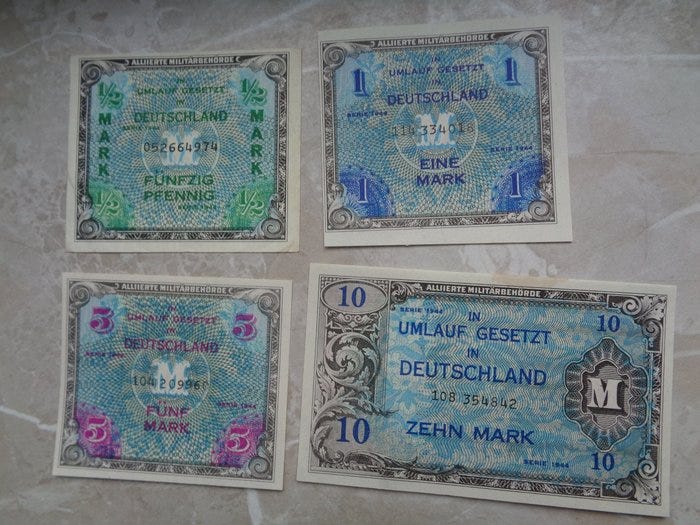 ALLIIERTE MILITÄRBEHÖRDE
1/2 1/2
IN
UMLAUF GESETZT
IN
DEUTSCHLAND
SERIE 1944
MARK MARK
052664974
FÜNFZIG
PFENNIG
1/2 1/2
ALLIIERTE MILITÄRBEHÖRDE
1 1
IN
UMLAUF GESETZT
IN
DEUTSCHLAND
SERIE 1944
M
114334018
SERIE 1944
EINE
MARK
1 1
ALLIIERTE MILITÄRBEHÖRDE
5 5
IN
UMLAUF GESETZT
IN
DEUTSCHLAND
SERIE 1944
M
SERIE 1944
FÜNF
MARK
5 5
ALLIIERTE MILITÄRBEHÖRDE
10
SERIE 1944
IN
10
UMLAUF GESETZT
IN
DEUTSCHLAND
M
108 354842
10
ZEHN MARK
10
SERIE 1944